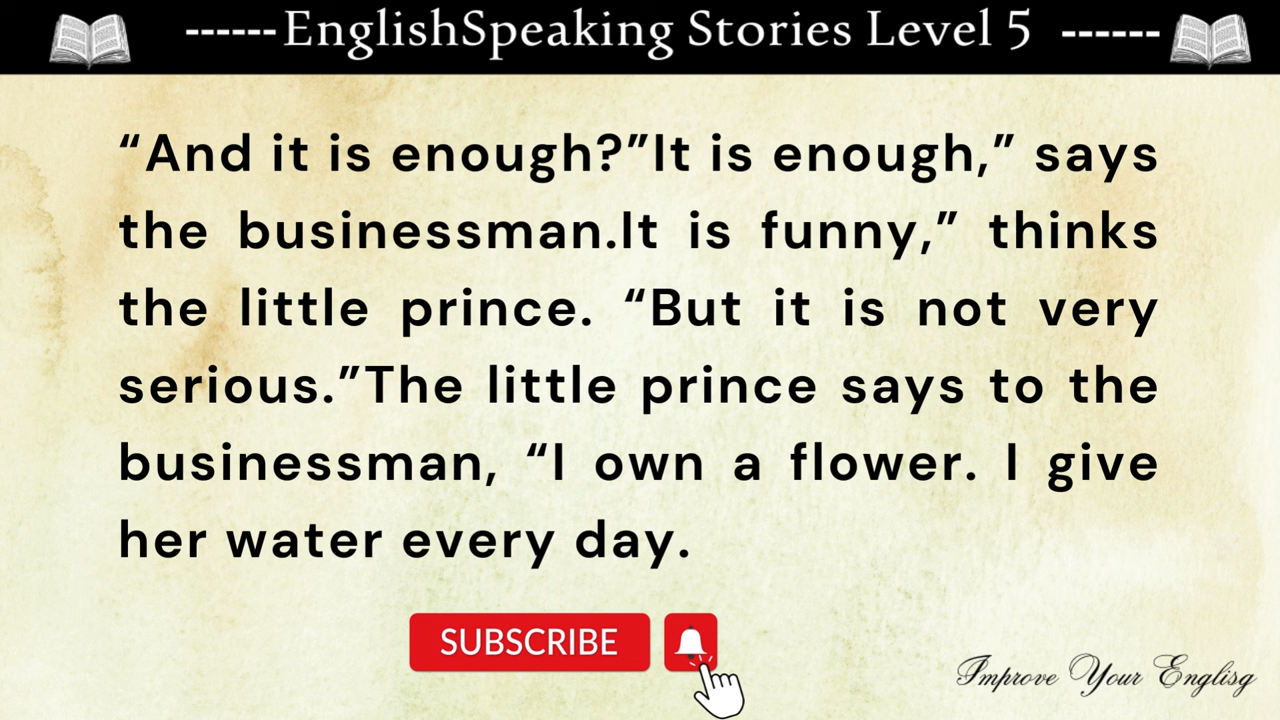 ------EnglishSpeaking Stories Level 5 ------
“And it is enough?”It is enough,” says
the businessman.It is funny,” thinks
the little prince. “But it is not very
serious.”The little prince says to the
businessman, “I own a flower. I give
her water every day.
SUBSCRIBE
Improve Your Englisg